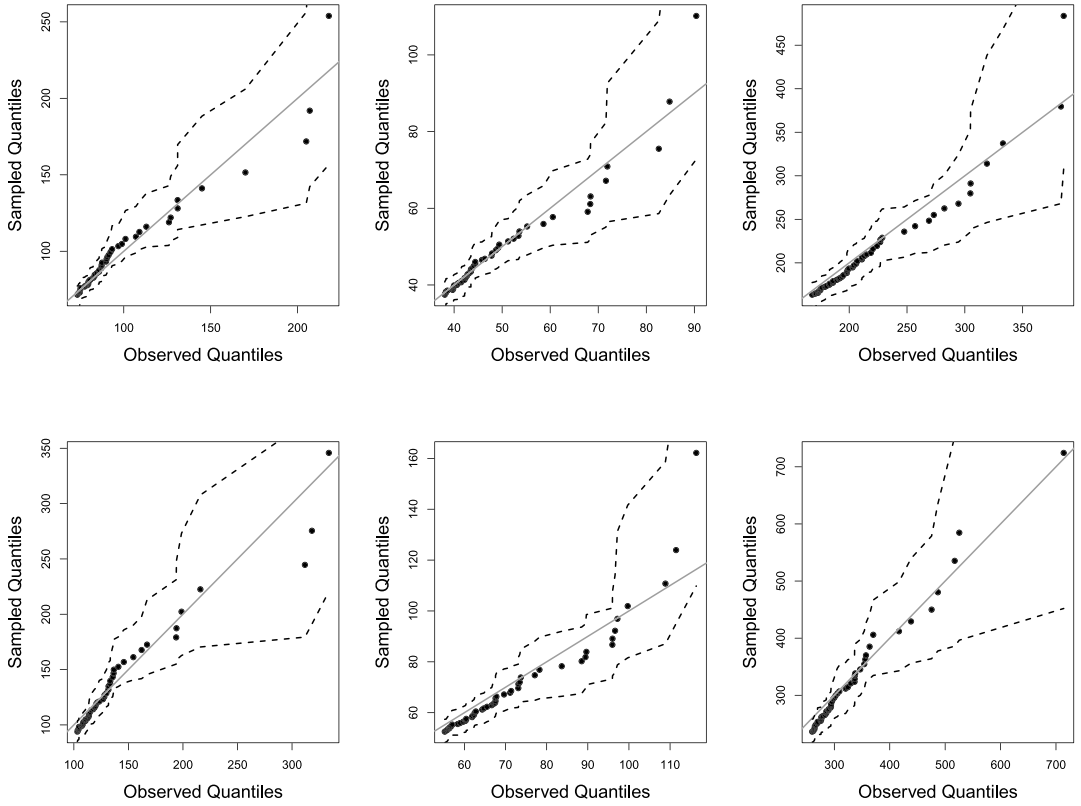 250
200
150
100
Sampled Quantiles
100 150 200
Observed Quantiles
100
80
60
40
Sampled Quantiles
40 50 60 70 80 90
Observed Quantiles
450
400
350
300
250
200
Sampled Quantiles
200 250 300 350
Observed Quantiles
350
300
250
200
150
100
Sampled Quantiles
100 150 200 250 300
Observed Quantiles
160
140
120
100
80
60
Sampled Quantiles
60 70 80 90 100 110
Observed Quantiles
700
600
500
400
300
Sampled Quantiles
300 400 500 600 700
Observed Quantiles